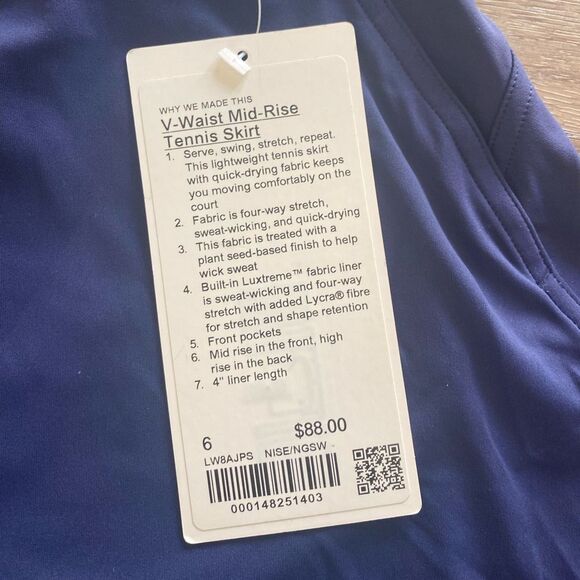 WHY WE MADE THIS
V-Waist Mid-Rise
Tennis Skirt
1. Serve, swing, stretch, repeat.
This lightweight tennis skirt
with quick-drying fabric keeps
you moving comfortably on the
court
2. Fabric is four-way stretch,
sweat-wicking, and quick-drying
3. This fabric is treated with a
plant seed-based finish to help
wick sweat
4. Built-in Luxtreme™ fabric liner
is sweat-wicking and four-way
stretch with added Lycra® fibre
for stretch and shape retention
5. Front pockets
6. Mid rise in the front, high
rise in the back
7. 4" liner length
6 $88.00
LW8AJPS NISE/NGSW
000148251403